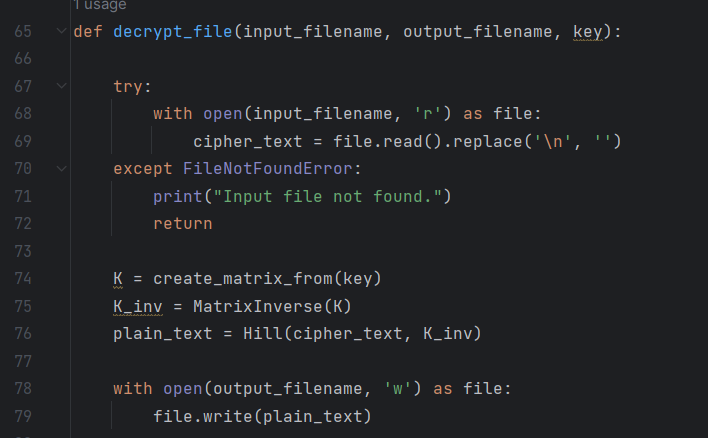 1 usage
65 def decrypt_file(input_filename, output_filename, key):
66
67 try:
68 with open(input_filename, 'r') as file:
69 cipher_text = file.read().replace('\n', '')
70 except FileNotFoundError:
71 print("Input file not found.")
72 return
73
74 K = create_matrix_from(key)
75 K_inv = MatrixInverse(K)
76 plain_text = Hill(cipher_text, K_inv)
77
78 with open(output_filename, 'w') as file:
79 file.write(plain_text)